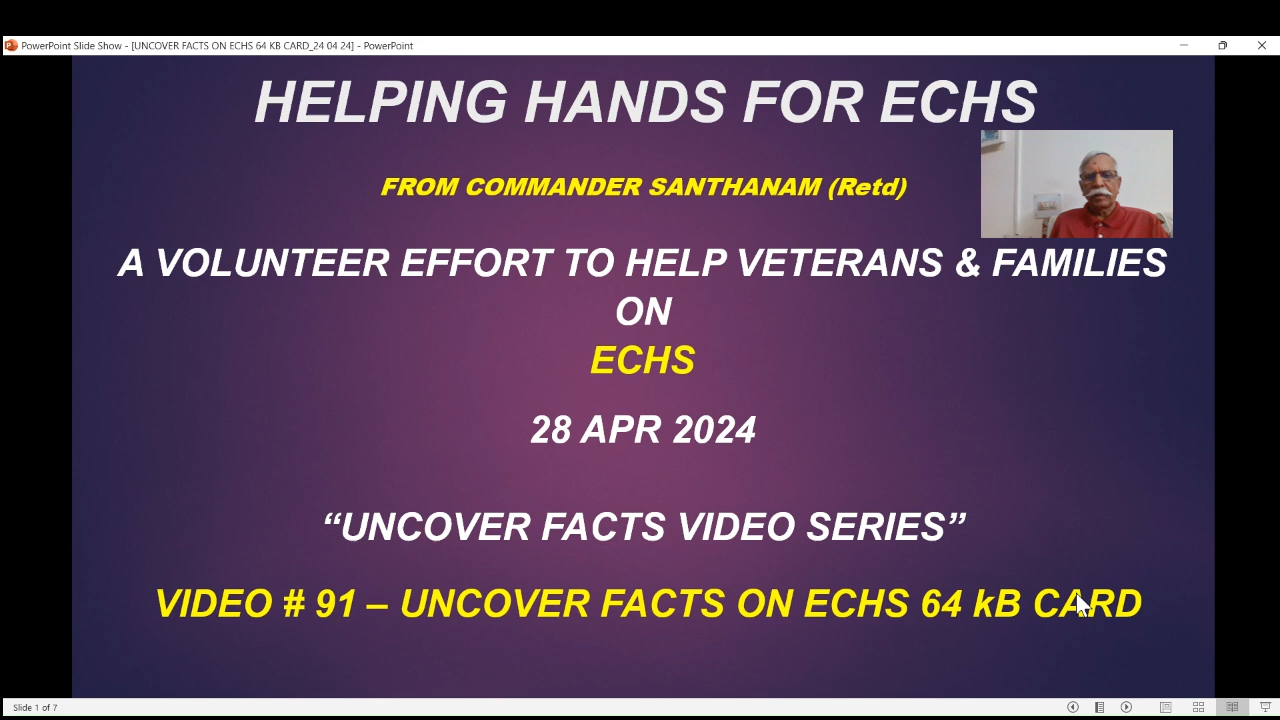 PowerPoint Slide Show - [UNCOVER FACTS ON ECHS 64 KB CARD_24 04 24] - PowerPoint
HELPING HANDS FOR ECHS
FROM COMMANDER SANTHANAM (Retd)
A VOLUNTEER EFFORT TO HELP VETERANS & FAMILIES
ON
ECHS
28 APR 2024
“UNCOVER FACTS VIDEO SERIES”
VIDEO # 91 – UNCOVER FACTS ON ECHS 64 kB CARD
Slide 1 of 7